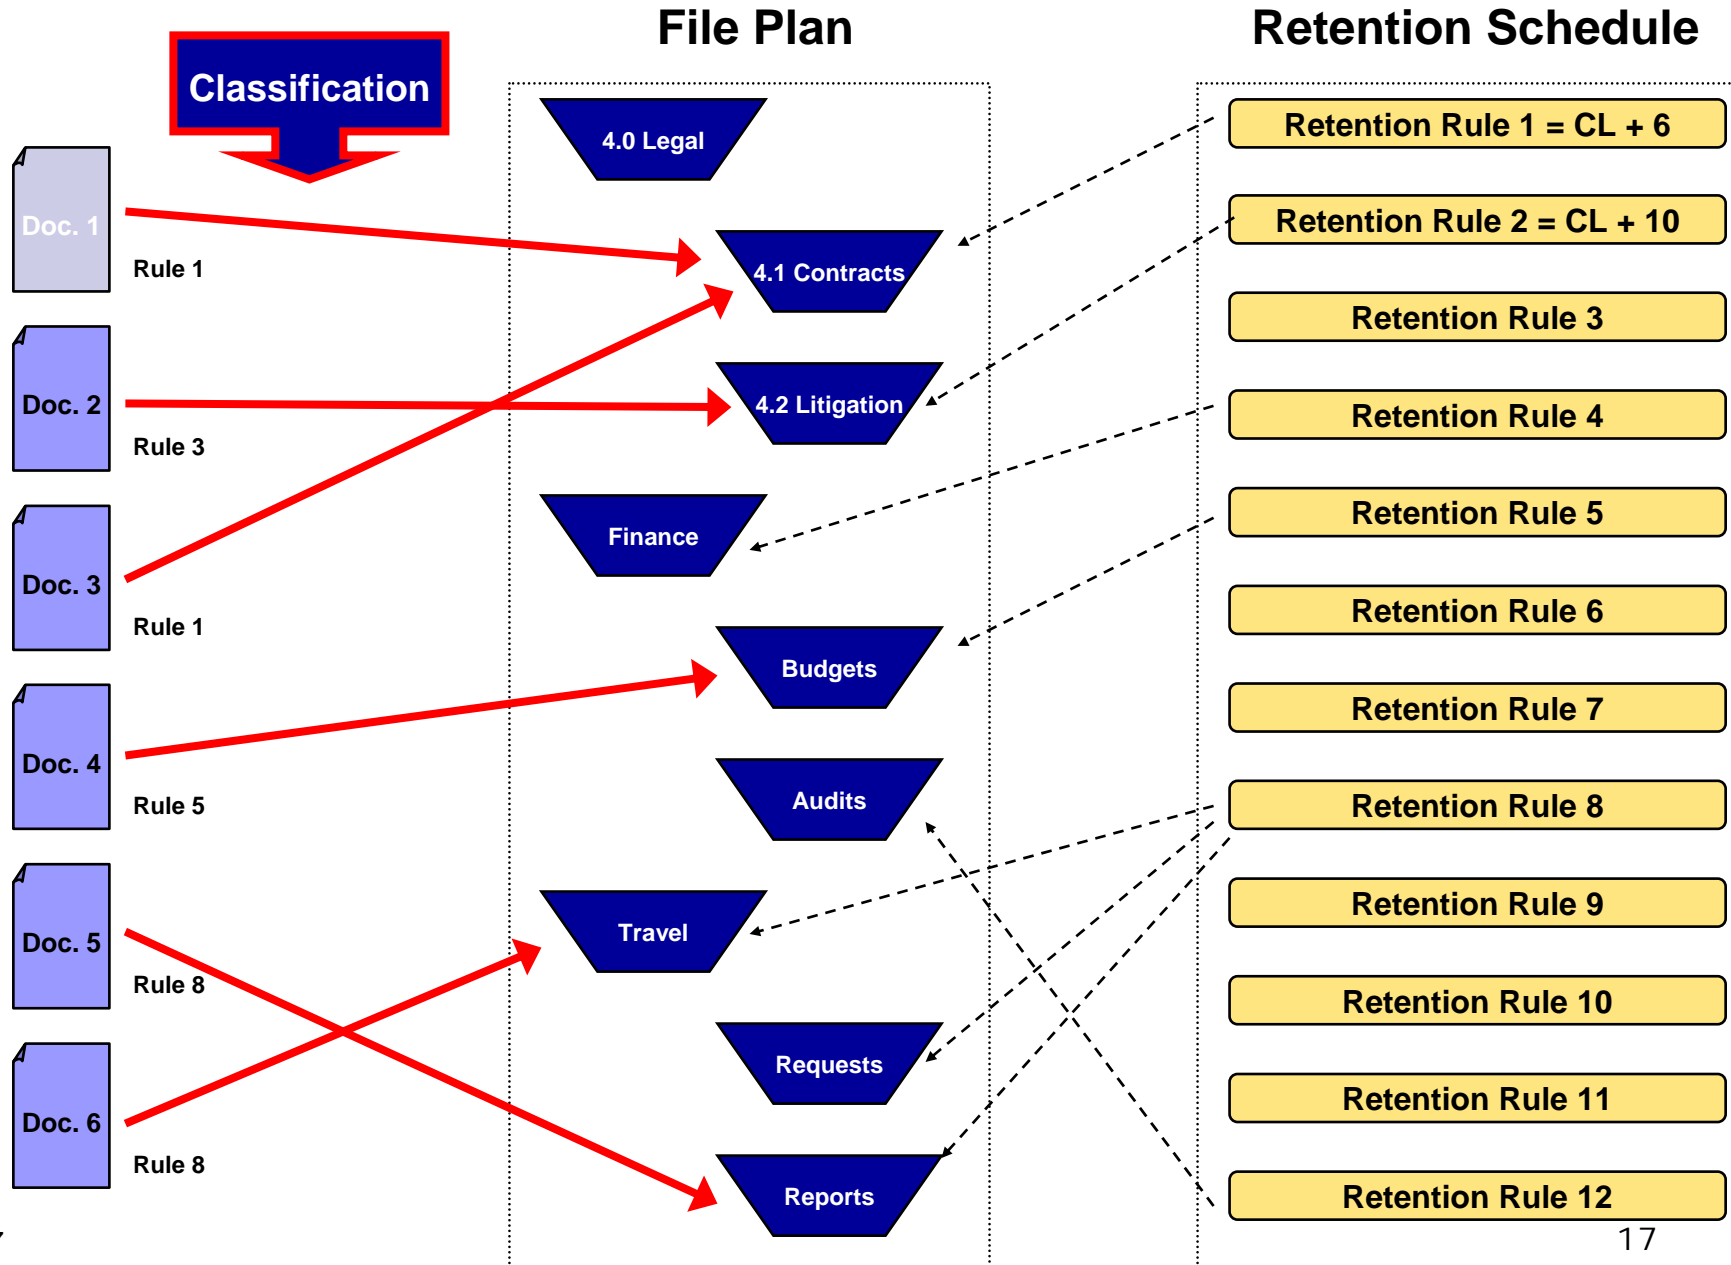 File Plan
Retention Schedule
Classification
Doc. 1
Rule 1
Doc. 2
Rule 3
Doc. 3
Rule 1
Doc. 4
Rule 5
Doc. 5
Rule 8
Doc. 6
Rule 8
4.0 Legal
4.1 Contracts
4.2 Litigation
Finance
Budgets
Audits
Travel
Requests
Reports
Retention Rule 1 = CL + 6
Retention Rule 2 = CL + 10
Retention Rule 3
Retention Rule 4
Retention Rule 5
Retention Rule 6
Retention Rule 7
Retention Rule 8
Retention Rule 9
Retention Rule 10
Retention Rule 11
Retention Rule 12
17